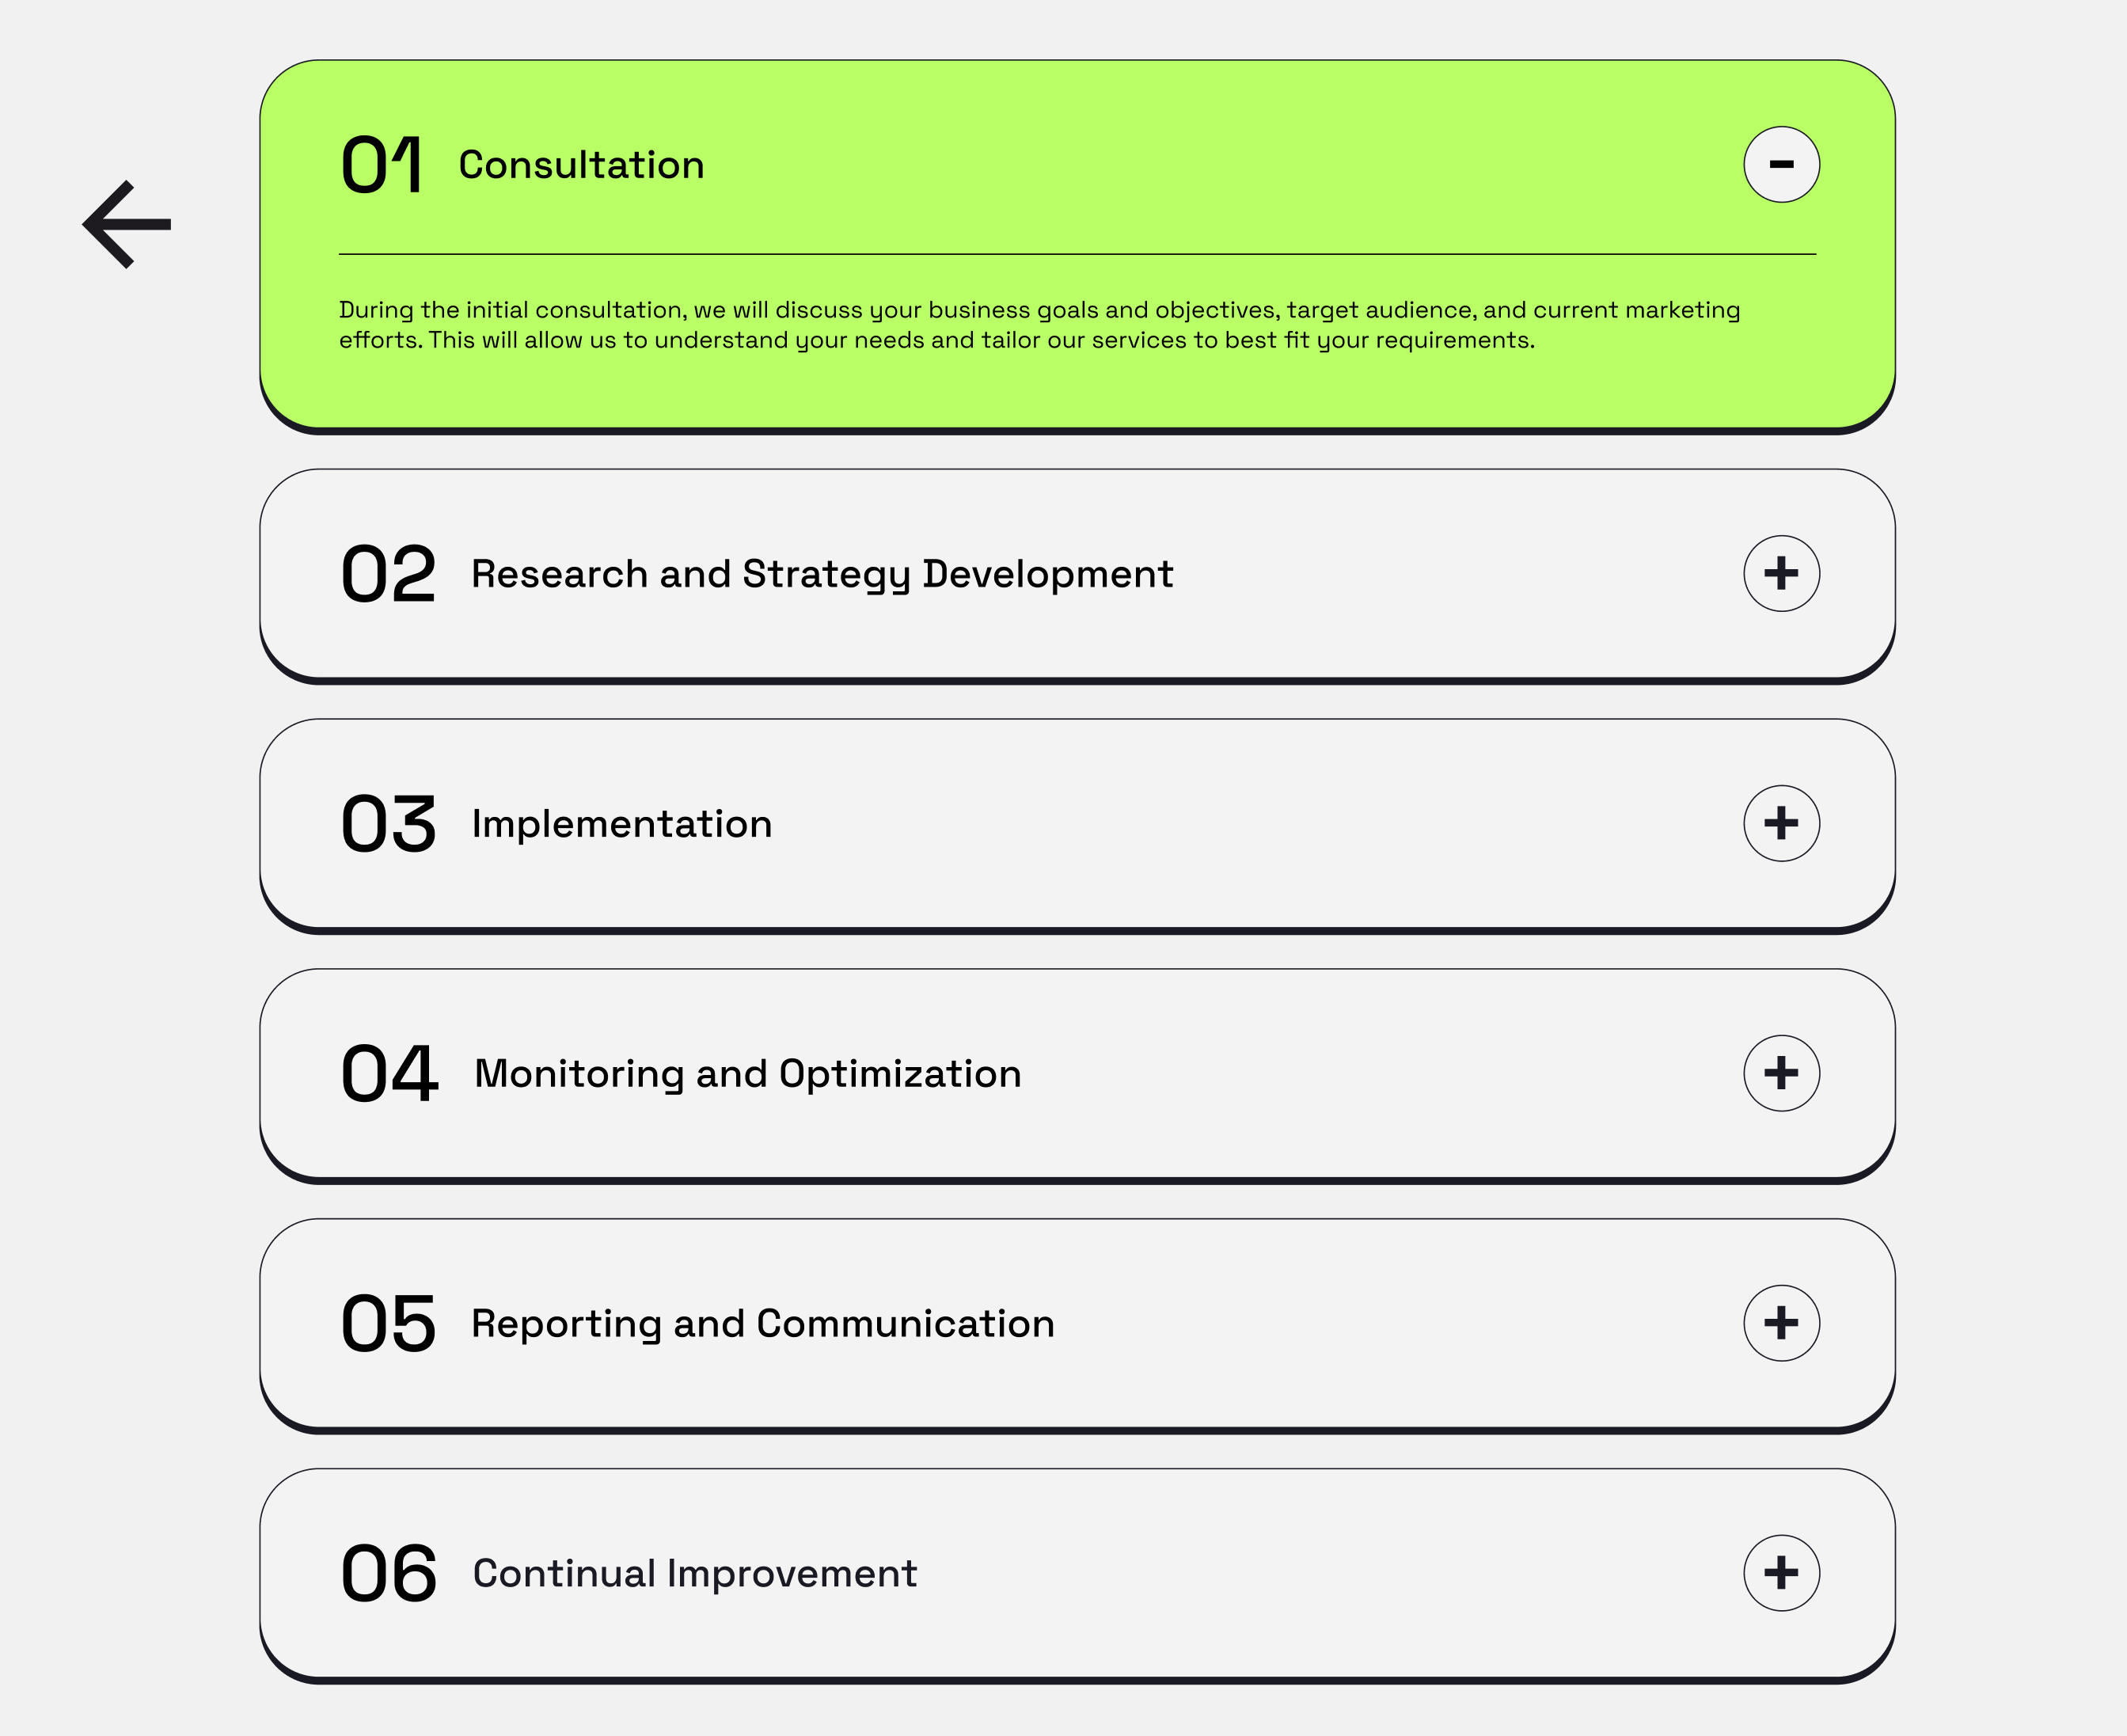 01 Consultation
During the initial consultation, we will discuss your business goals and objectives, target audience, and current marketing
efforts. This will allow us to understand your needs and tailor our services to best fit your requirements.
02 Research and Strategy Development
03 Implementation
04 Monitoring and Optimization
05 Reporting and Communication
06 Continual Improvement